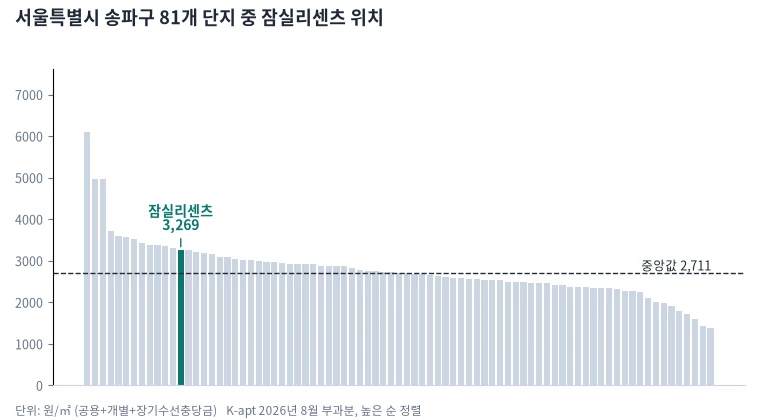 서울특별시 송파구 81개 단지 중 잠실리센츠 위치
7000
6000
5000
4000
3000
2000
1000
0
잠실리센츠
3,269
중앙값 2,711
단위: 원/㎡ (공용+개별+장기수선충당금) K-apt 2026년 8월 부과분, 높은 순 정렬